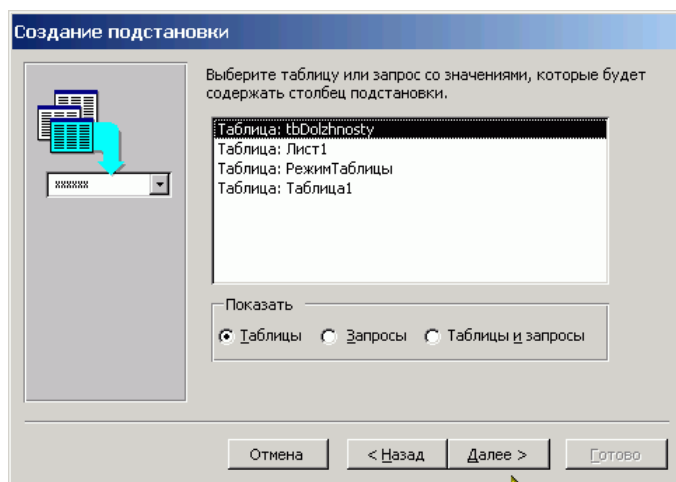 Создание подстановки
Выберите таблицу или запрос со значениями, которые будет
содержать столбец подстановки.
xxxxxx
Таблица: tbDolzhnosty
Таблица: Лист1
Таблица: РежимТаблицы
Таблица: Таблица1
Показать
Таблицы Запросы Таблицы и запросы
Отмена < Назад Далее > Готово